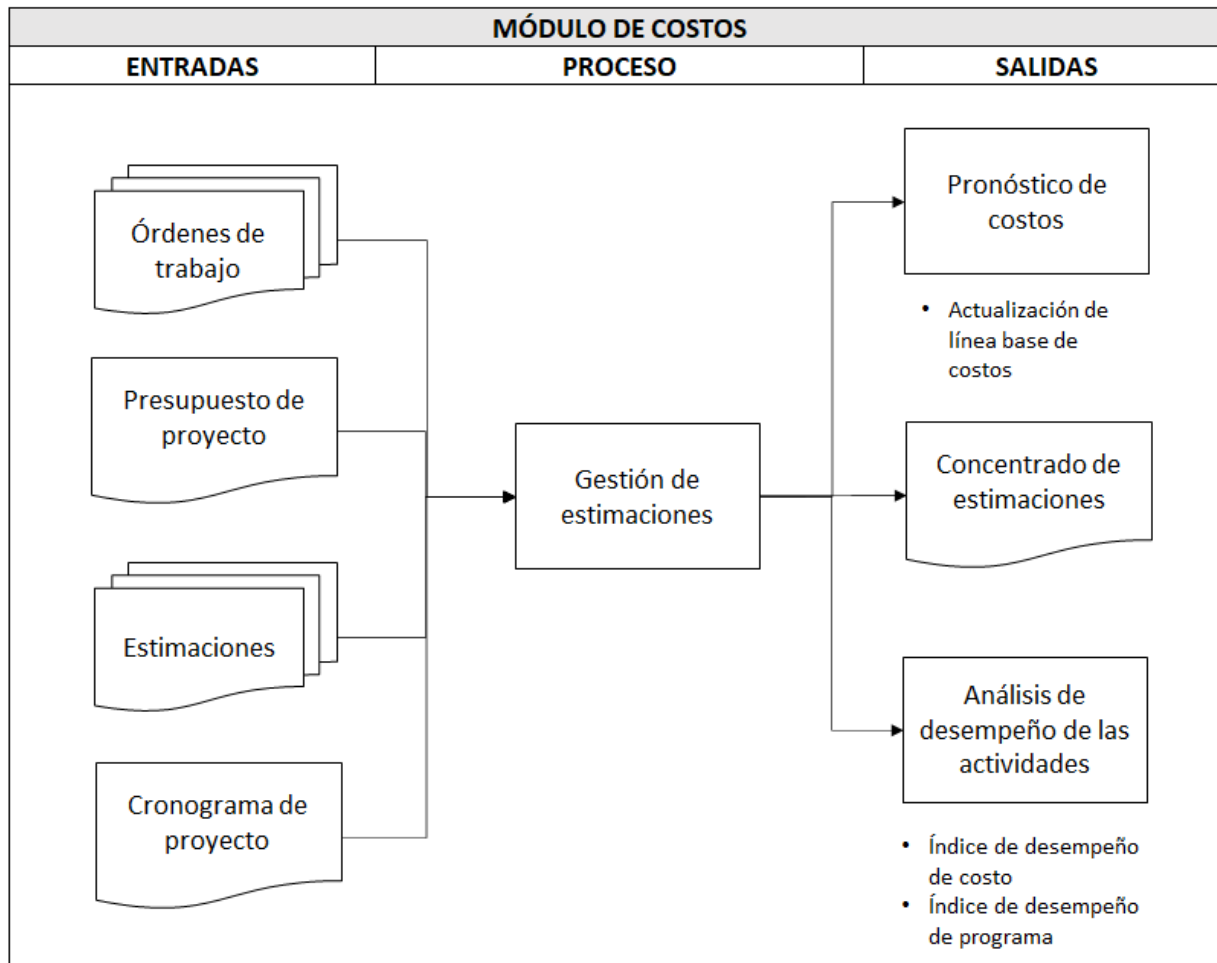 MÓDULO DE COSTOS
ENTRADAS
PROCESO
SALIDAS
Órdenes de
trabajo
Presupuesto de
proyecto
Estimaciones
Cronograma de
proyecto
Gestión de
estimaciones
Pronóstico de
costos
• Actualización de
línea base de
costos
Concentrado de
estimaciones
Análisis de
desempeño de las
actividades
• Índice de desempeño
de costo
• Índice de desempeño
de programa